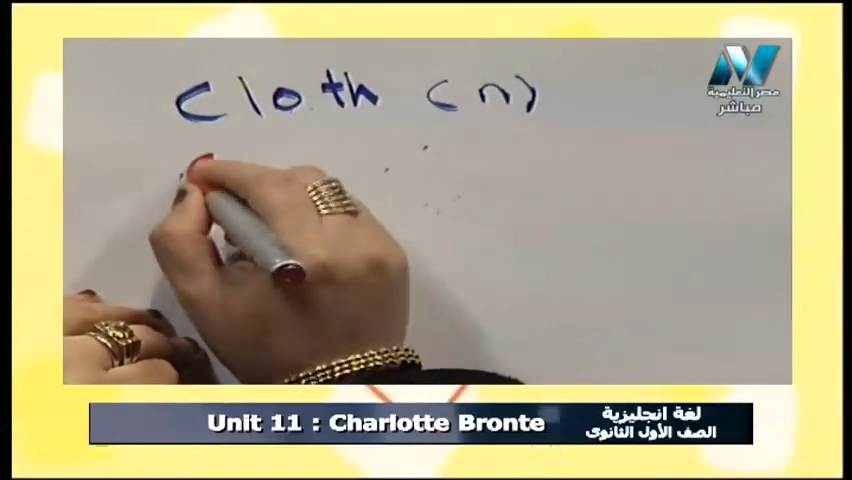 cloth (n)
مصر التعليمية
مباشر
Unit 11 : Charlotte Bronte
لغة انجليزية
الصف الأول الثانوى